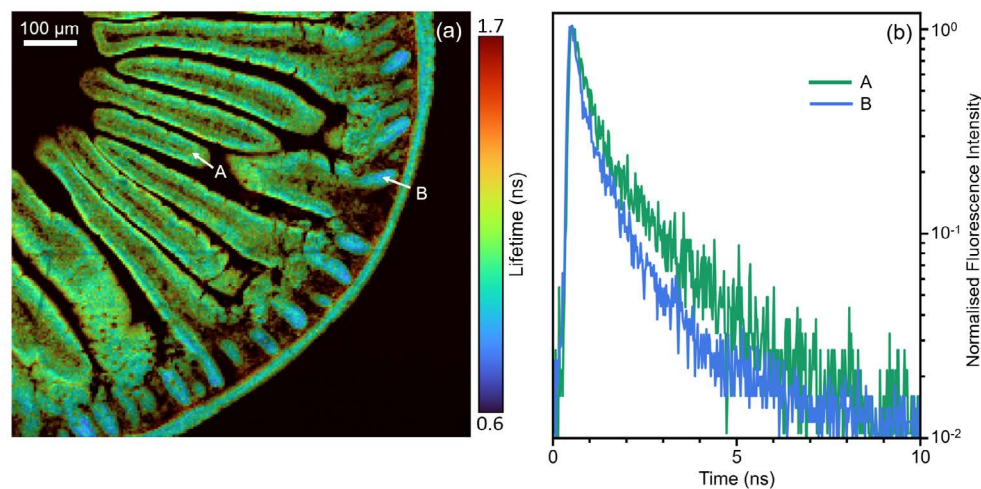 100 µm
(a)
A
B
1.7
Lifetime (ns)
0.6
(b)
A
B
10⁰
10⁻¹
10⁻²
Normalised Fluorescence Intensity
0
5
10
Time (ns)